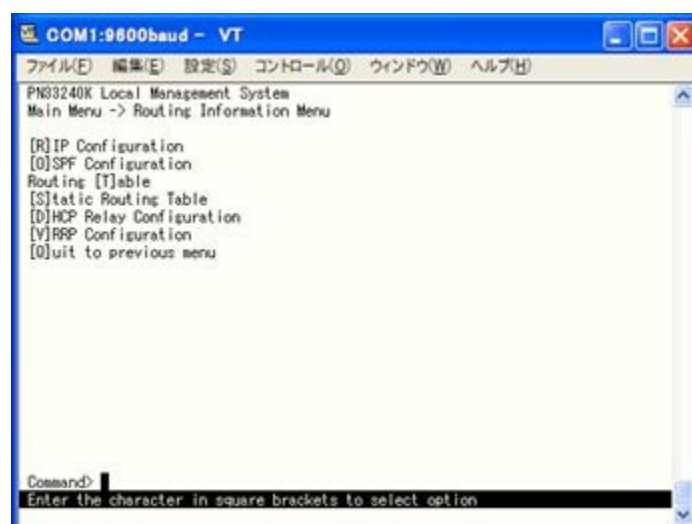 COM1:9600baud - VT
ファイル(F) 編集(E) 設定(S) コントロール(O) ウィンドウ(W) ヘルプ(H)
PN33240K Local Management System
Main Menu -> Routing Information Menu
[R]IP Configuration
[O]SPF Configuration
Routing [T]able
[S]tatic Routing Table
[D]HCP Relay Configuration
[V]RRP Configuration
[Q]uit to previous menu
Command>
Enter the character in square brackets to select option